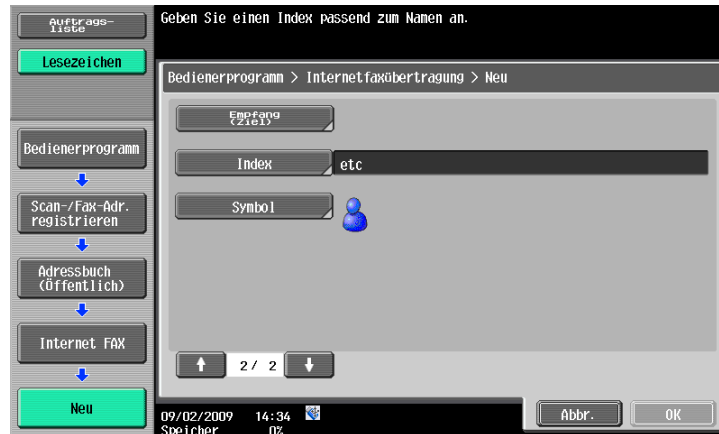 Auftrags-
liste
Geben Sie einen Index passend zum Namen an.
Lesezeichen
Bedienerprogramm > Internetfaxübertragung > Neu
Empfang
(Ziel)
Bedienerprogramm
Index
etc
Scan-/Fax-Adr.
registrieren
Symbol
Adressbuch
(Öffentlich)
Internet FAX
2/ 2
Neu
Abbr.
OK
09/02/2009 14:34
Speicher 0%